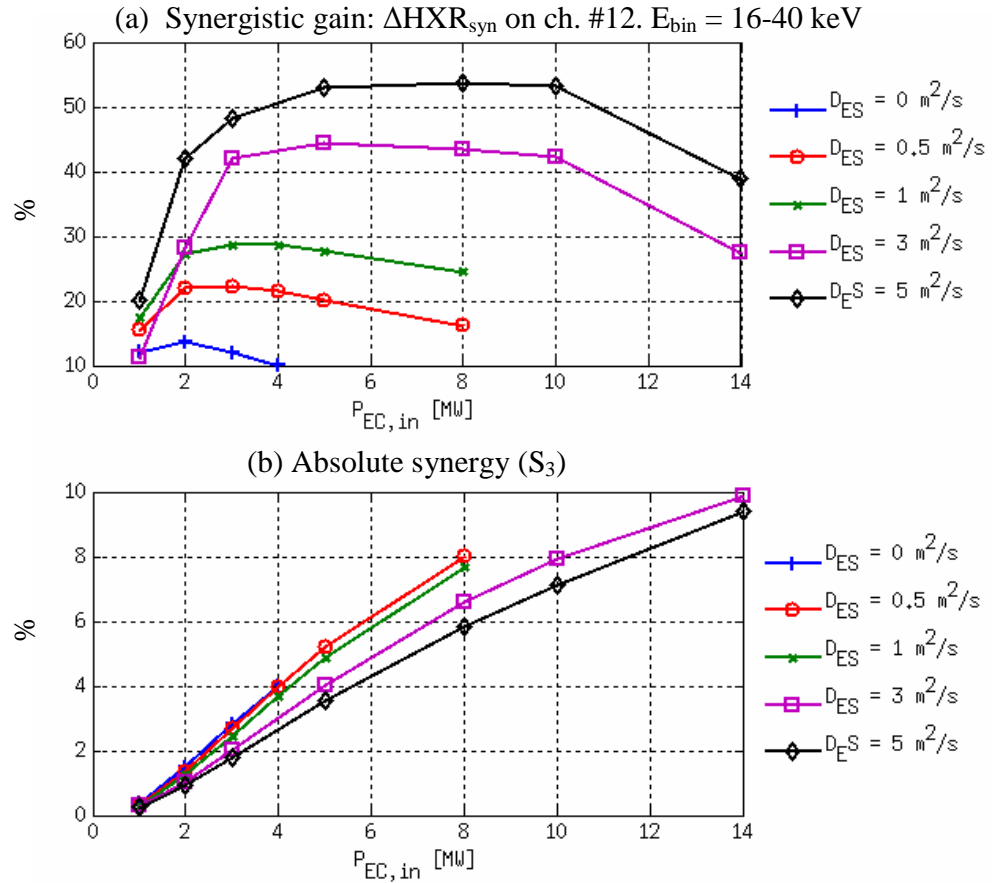 (a) Synergistic gain: ΔHXRsyn on ch. #12. Ebin = 16-40 keV
60
50
40
30
20
10
%
0 2 4 6 8 10 12 14
PEC,in [MW]
DES = 0 m²/s
DES = 0.5 m²/s
DES = 1 m²/s
DES = 3 m²/s
DES = 5 m²/s
(b) Absolute synergy (S3)
10
8
6
4
2
0
%
0 2 4 6 8 10 12 14
PEC,in [MW]
DES = 0 m²/s
DES = 0.5 m²/s
DES = 1 m²/s
DES = 3 m²/s
DES = 5 m²/s